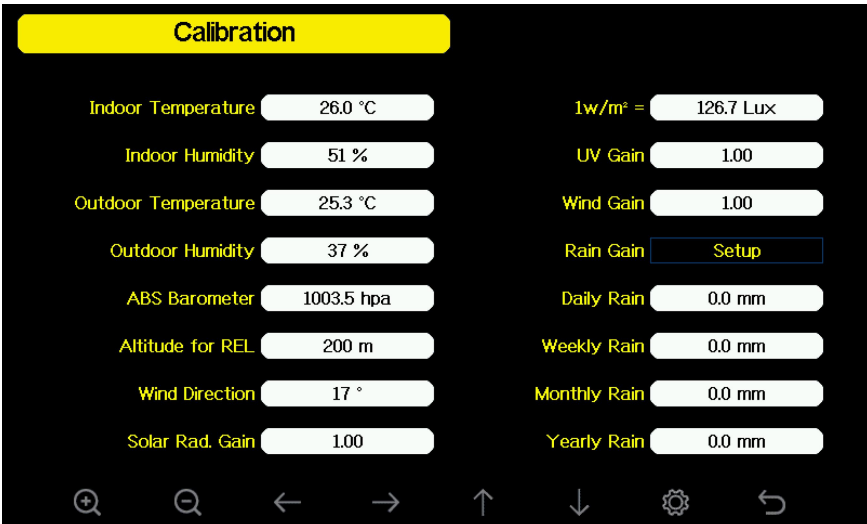 Calibration
Indoor Temperature 26.0 °C
Indoor Humidity 51 %
Outdoor Temperature 25.3 °C
Outdoor Humidity 37 %
ABS Barometer 1003.5 hpa
Altitude for REL 200 m
Wind Direction 17 °
Solar Rad. Gain 1.00
1w/m² = 126.7 Lux
UV Gain 1.00
Wind Gain 1.00
Rain Gain Setup
Daily Rain 0.0 mm
Weekly Rain 0.0 mm
Monthly Rain 0.0 mm
Yearly Rain 0.0 mm